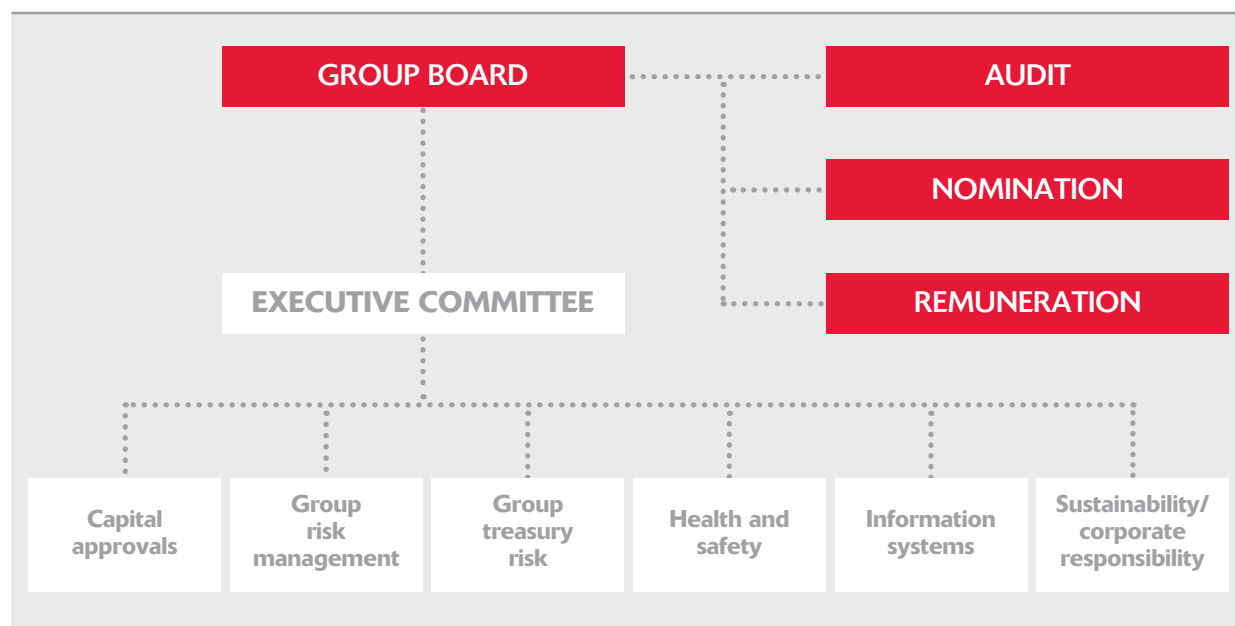 GROUP BOARD
AUDIT
NOMINATION
EXECUTIVE COMMITTEE
REMUNERATION
Capital
approvals
Group
risk
management
Group
treasury
risk
Health and
safety
Information
systems
Sustainability/
corporate
responsibility